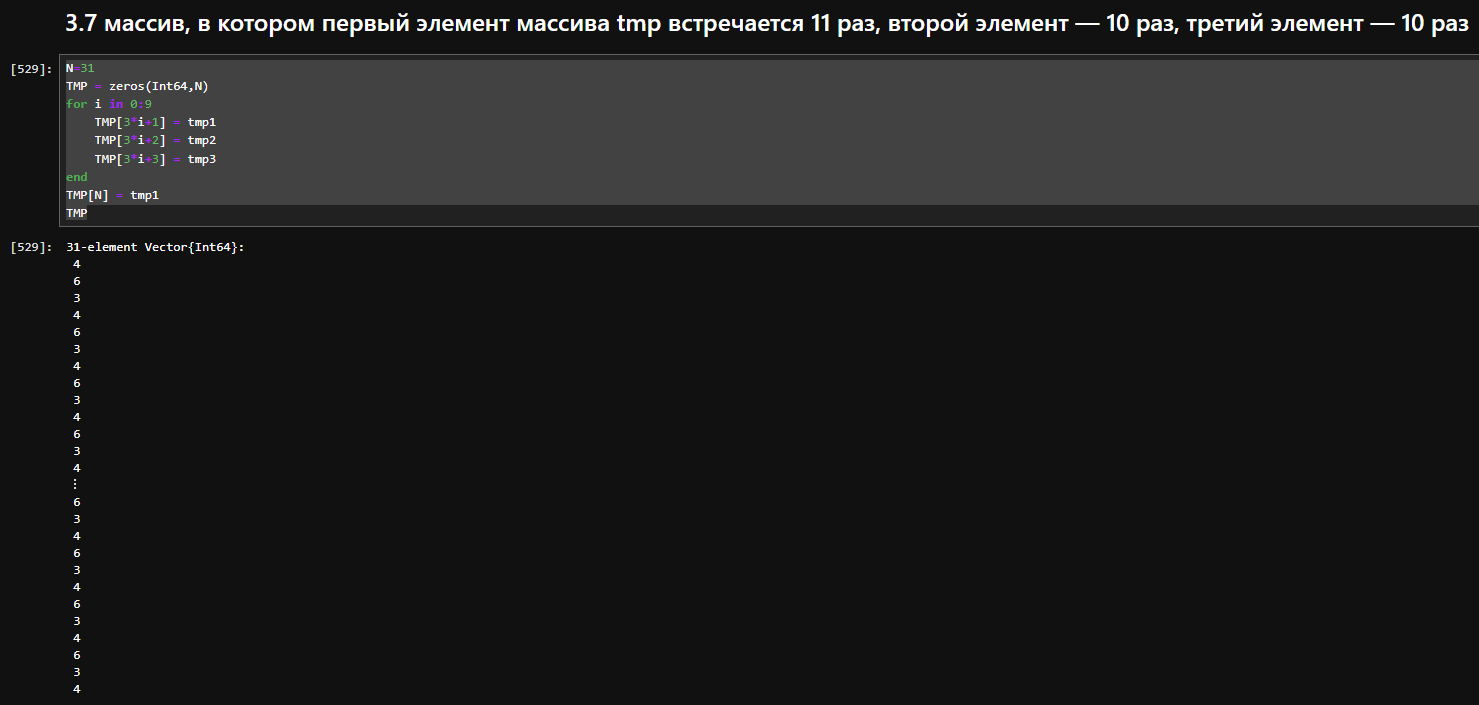 3.7 массив, в котором первый элемент массива tmp встречается 11 раз, второй элемент — 10 раз, третий элемент — 10 раз
[529]:
N=31
TMP = zeros(Int64,N)
for i in 0:9
    TMP[3*i+1] = tmp1
    TMP[3*i+2] = tmp2
    TMP[3*i+3] = tmp3
end
TMP[N] = tmp1
TMP
[529]:
31-element Vector{Int64}:
4
6
3
4
6
3
4
6
3
4
6
3
4
⋮
6
3
4
6
3
4
6
3
4
6
3
4